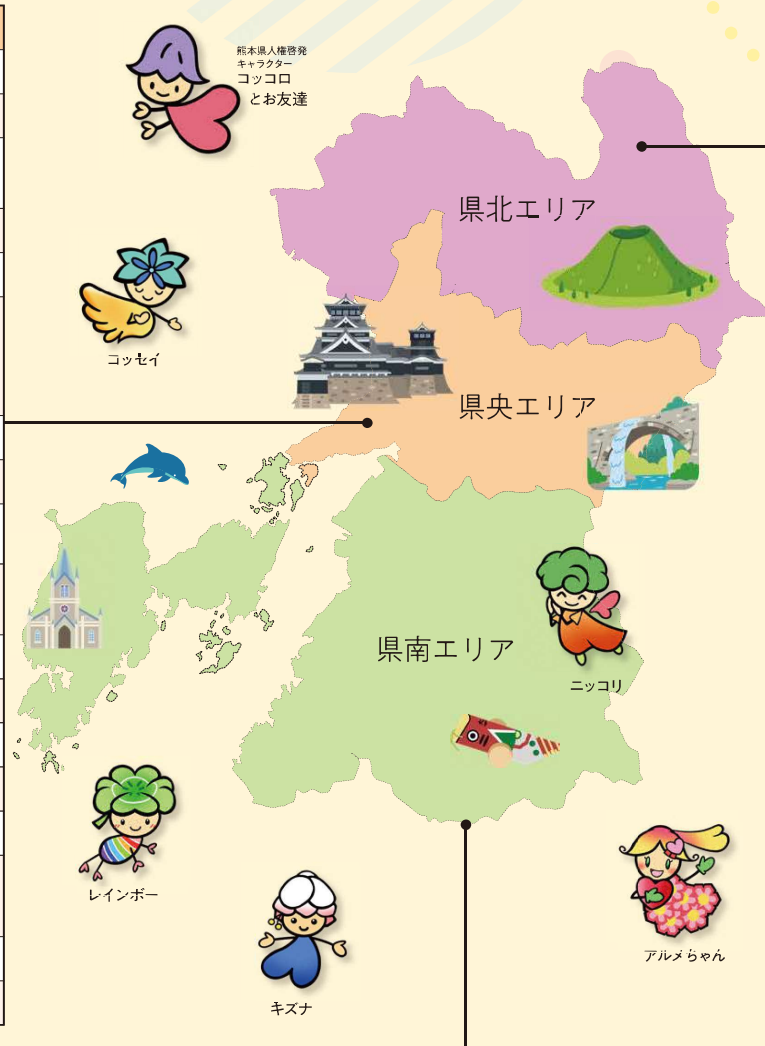 熊本県人権啓発
キャラクター
コッコロ
とお友達
県北エリア
コッセイ
県央エリア
県南エリア
ニッコリ
レインボー
アルメちゃん
キズナ